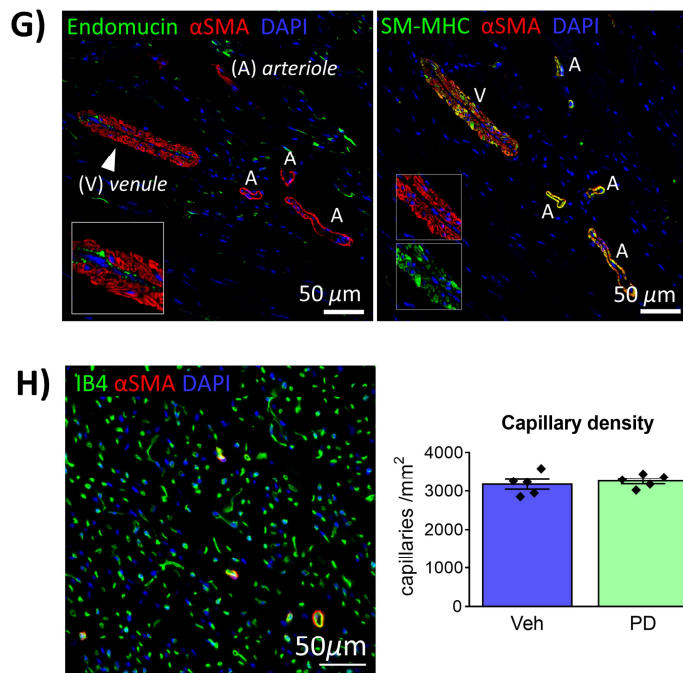 G)
Endomucin αSMA DAPI
(A) arteriole
(V) venule
A
A
A
50 µm
SM-MHC αSMA DAPI
A
V
A
A
A
50 µm
H)
IB4 αSMA DAPI
50µm
Capillary density
capillaries /mm²
4000
3000
2000
1000
0
Veh
PD